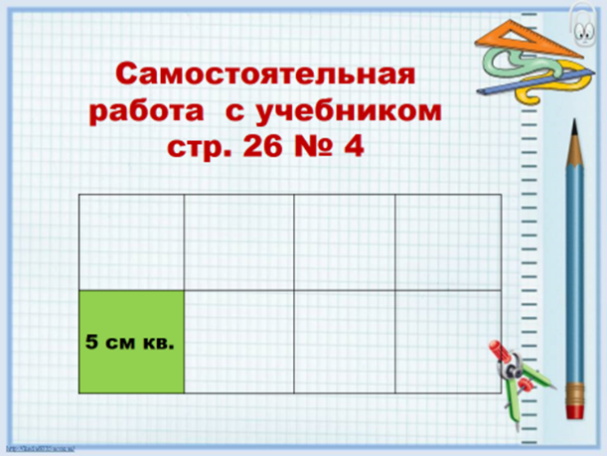 Самостоятельная
работа с учебником
стр. 26 № 4
5 см кв.